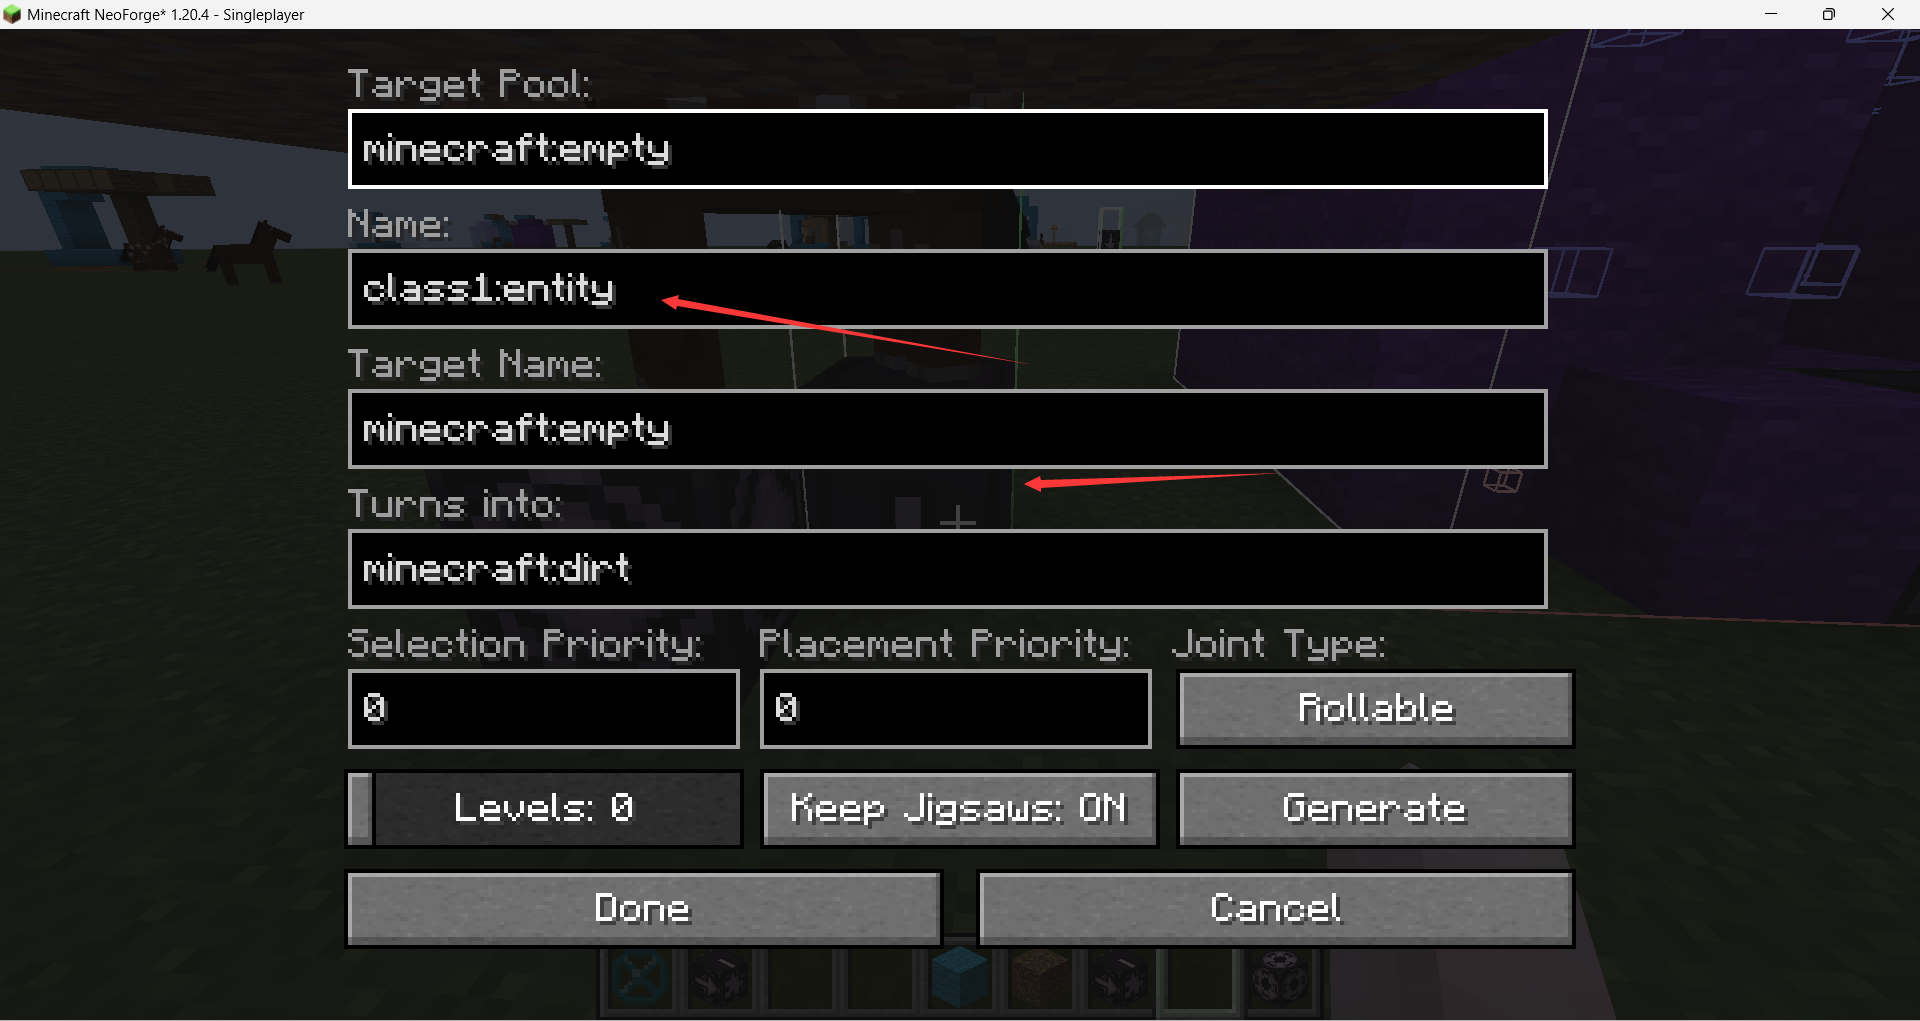 Minecraft NeoForge* 1.20.4 - Singleplayer
Target Pool:
minecraft:empty
Name:
class1:entity
Target Name:
minecraft:empty
Turns into:
minecraft:dirt
Selection Priority: Placement Priority: Joint Type:
0 0 Rollable
Levels: 0 Keep Jigsaws: ON Generate
Done Cancel